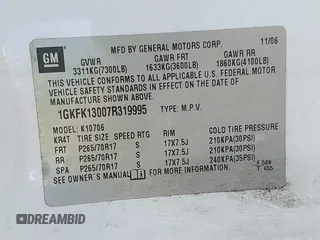 GM
MFD BY GENERAL MOTORS CORP. 11/06
GVWR GAWR FRT GAWR RR
3311KG(7300LB) 1633KG(3600LB) 1860KG(4100LB)
THIS VEHICLE CONFORMS TO ALL APPLICABLE U.S. FEDERAL MOTOR
VEHICLE SAFETY STANDARDS IN EFFECT ON THE DATE OF
MANUFACTURE SHOWN ABOVE.
1GKFK13007R319995 TYPE: M.P.V.
MODEL: K10706
KR4T TIRE SIZE SPEED RTG RIM COLD TIRE PRESSURE
FRT P265/70R17 S 17X7.5J 210KPA(30PSI)
RR P265/70R17 S 17X7.5J 210KPA(30PSI)
SPA P265/70R17 S 17X7.5J 240KPA(35PSI)
SEE OWNER'S MANUAL FOR MORE INFORMATION.
T 655
DREAMBID